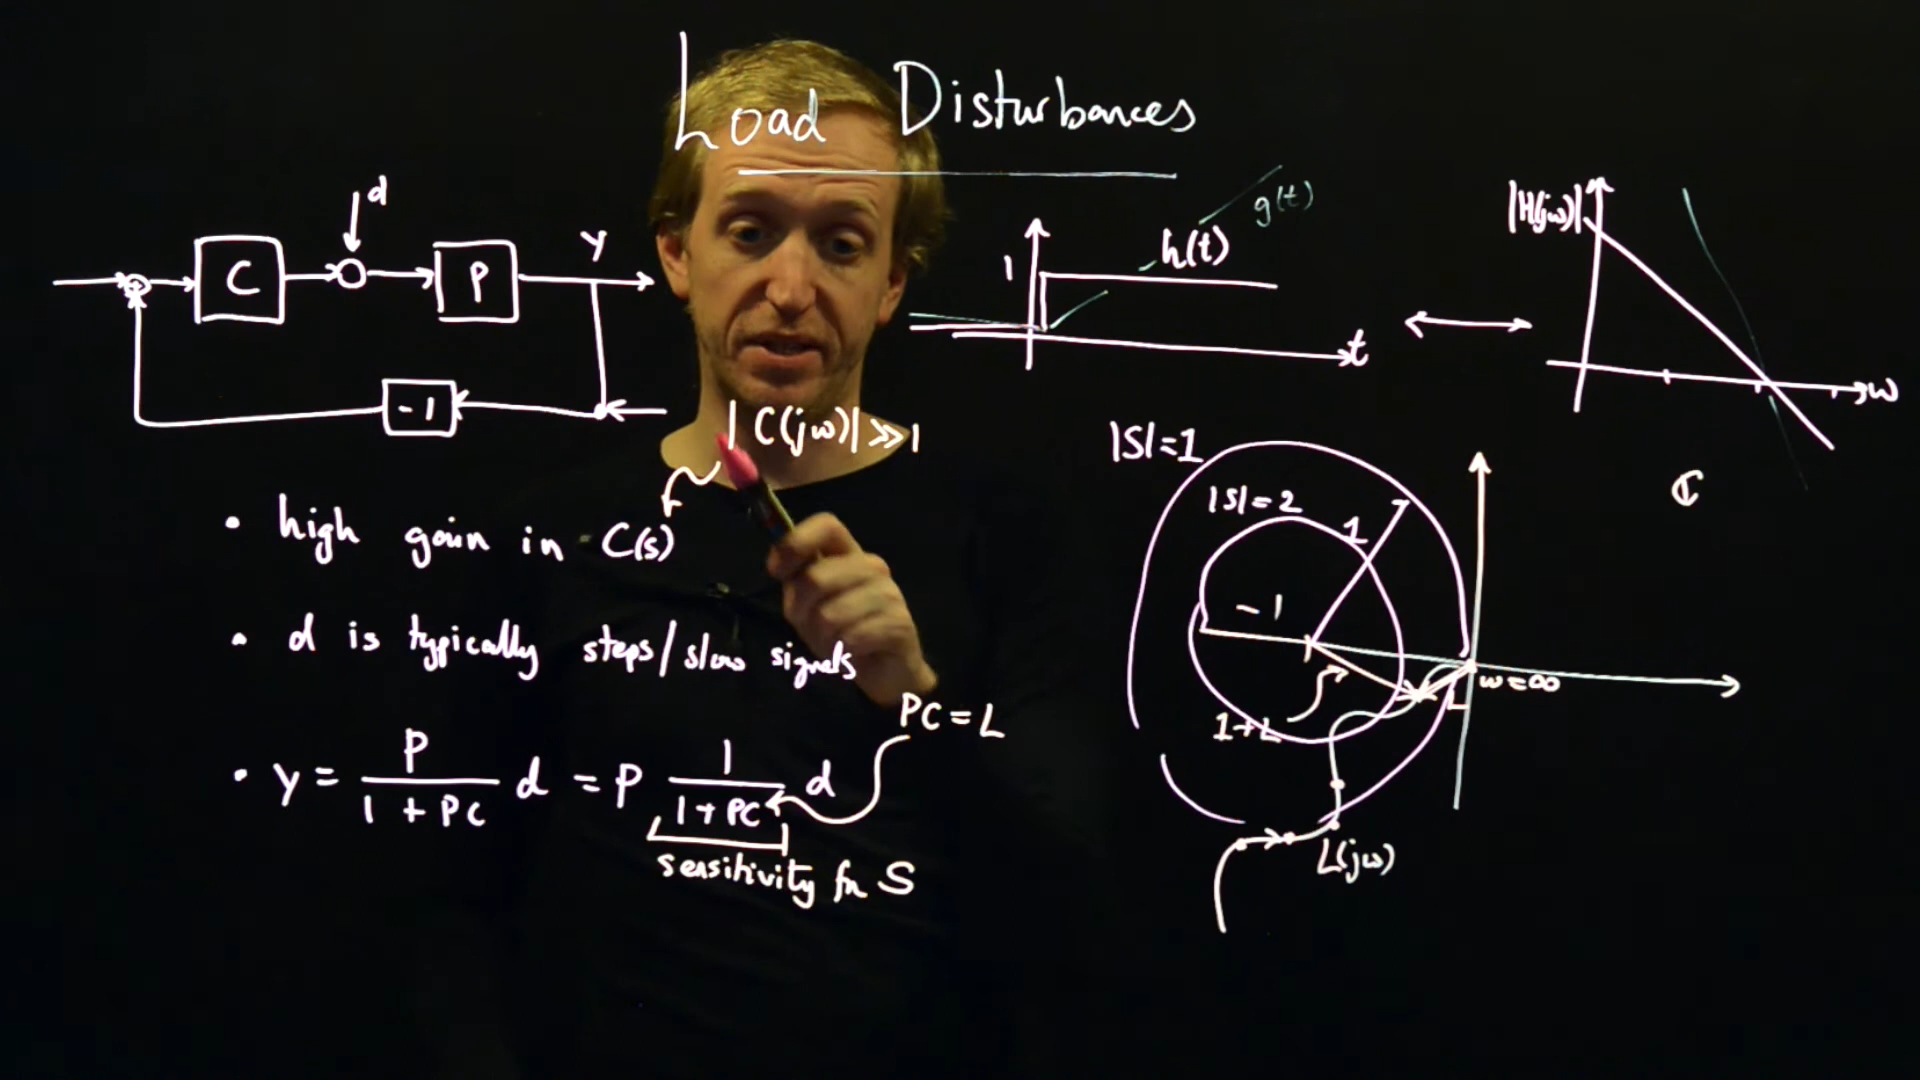 Load Disturbances
d
C
P
y
-1
1
h(t)
g(t)
t
|H(jω)|
ω
|C(jω)| ≫ 1
• high gain in C(s)
• d is typically steps/slow signals
• y = P / (1 + PC) d = P 1 / (1 + PC) d
PC = L
sensitivity fn S
|S|=1
|S|=2
1
-1
1+L
L
ω=∞
L(jω)
ℂ